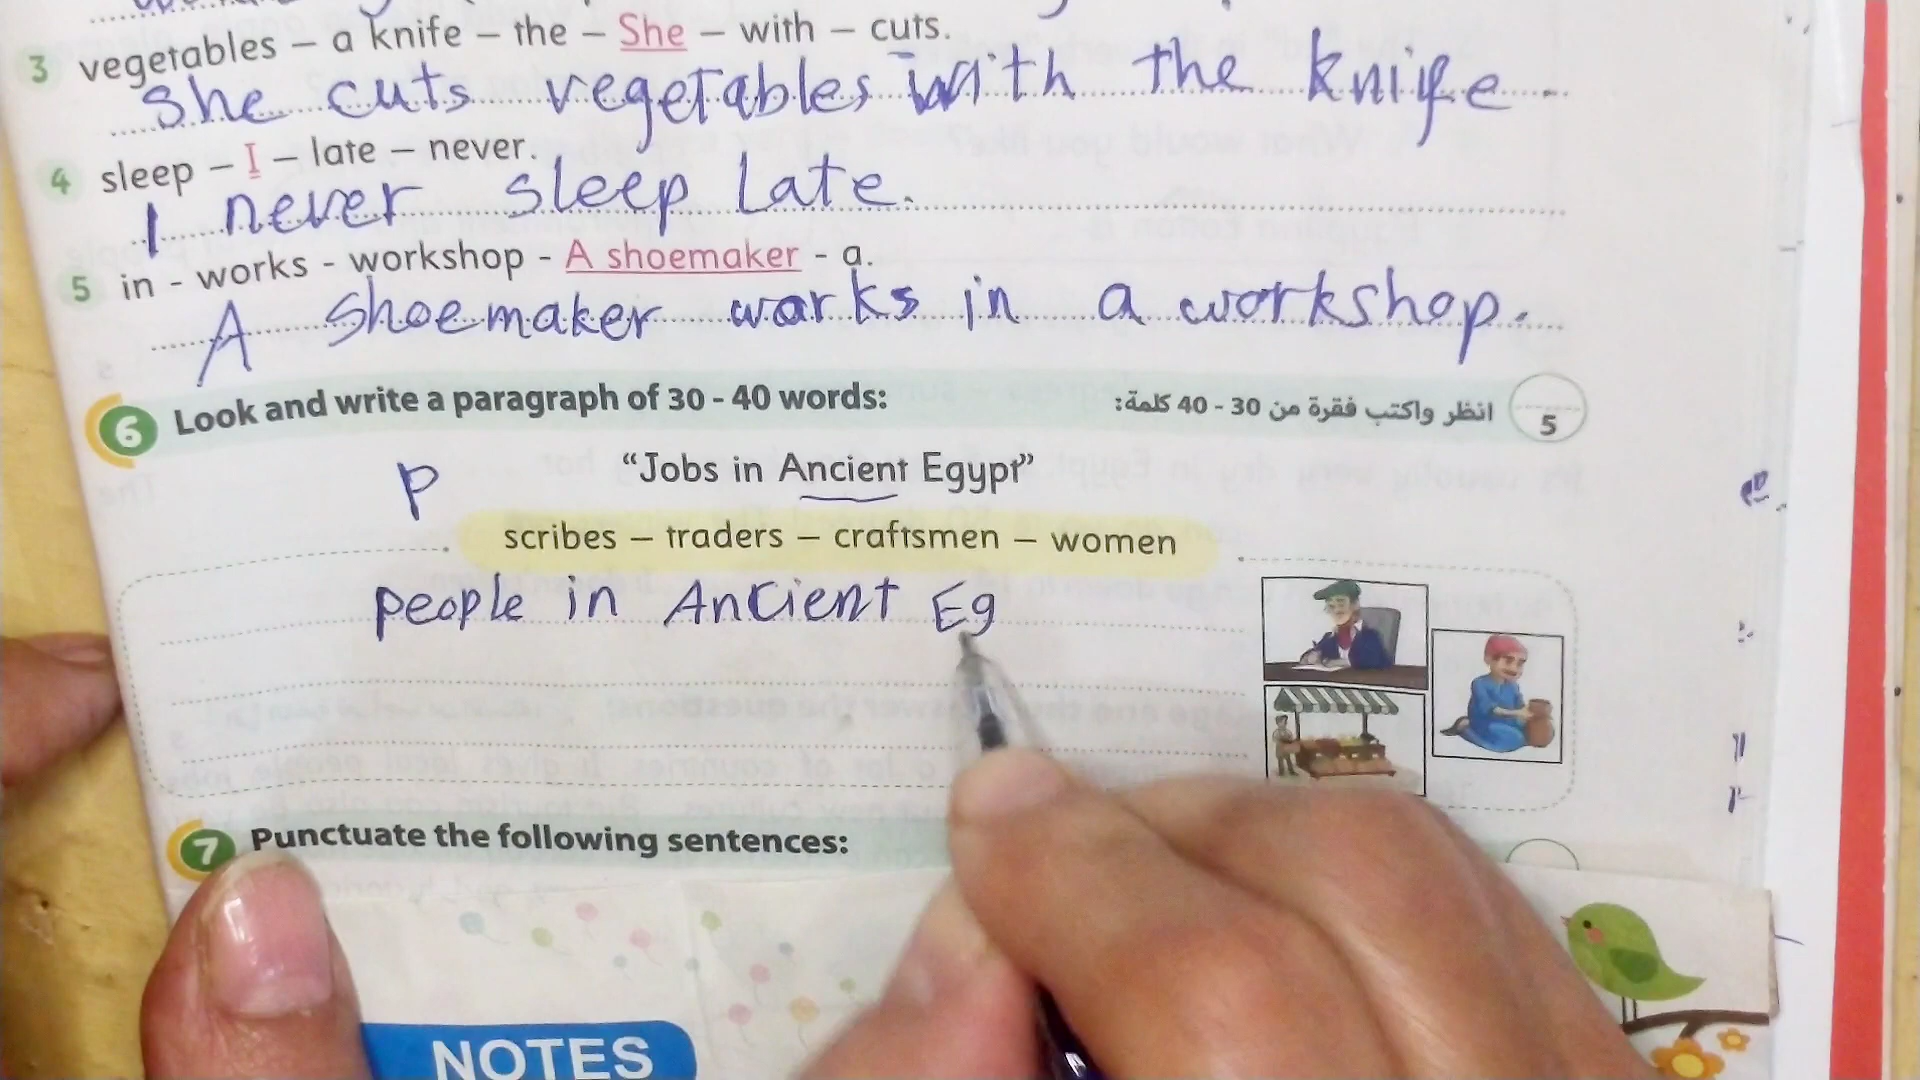 3 vegetables – a knife – the – She – with – cuts.
She cuts vegetables with the knife
4 sleep – I – late – never.
I never sleep late.
5 in - works - workshop - A shoemaker - a.
A shoemaker works in a workshop.
6 Look and write a paragraph of 30 - 40 words: انظر واكتب فقرة من 30 - 40 كلمة: 5
P "Jobs in Ancient Egypt"
scribes – traders – craftsmen – women
people in Ancient Eg
7 Punctuate the following sentences:
NOTES